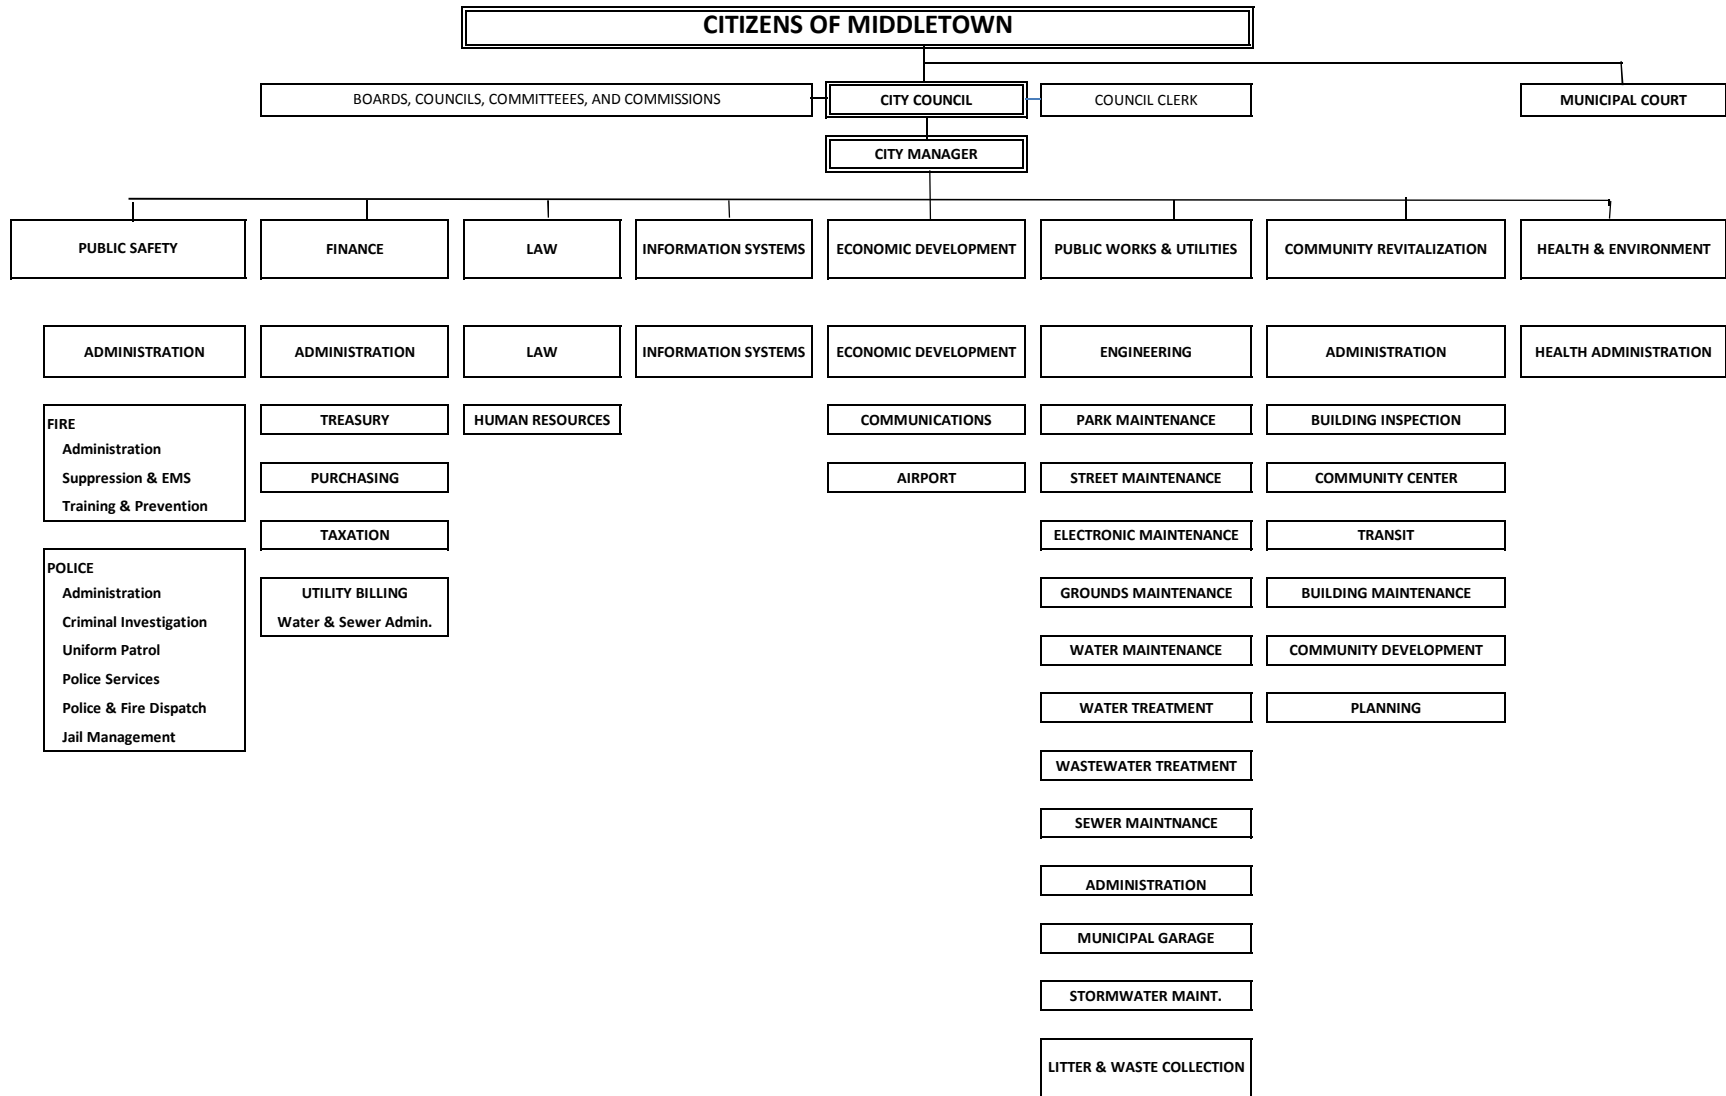 CITIZENS OF MIDDLETOWN
BOARDS, COUNCILS, COMMITTEEES, AND COMMISSIONS
CITY COUNCIL
COUNCIL CLERK
MUNICIPAL COURT
CITY MANAGER
PUBLIC SAFETY
FINANCE
LAW
INFORMATION SYSTEMS
ECONOMIC DEVELOPMENT
PUBLIC WORKS & UTILITIES
COMMUNITY REVITALIZATION
HEALTH & ENVIRONMENT
ADMINISTRATION
FIRE
Administration
Suppression & EMS
Training & Prevention
POLICE
Administration
Criminal Investigation
Uniform Patrol
Police Services
Police & Fire Dispatch
Jail Management
ADMINISTRATION
TREASURY
PURCHASING
TAXATION
UTILITY BILLING
Water & Sewer Admin.
LAW
HUMAN RESOURCES
INFORMATION SYSTEMS
ECONOMIC DEVELOPMENT
COMMUNICATIONS
AIRPORT
ENGINEERING
PARK MAINTENANCE
STREET MAINTENANCE
ELECTRONIC MAINTENANCE
GROUNDS MAINTENANCE
WATER MAINTENANCE
WATER TREATMENT
WASTEWATER TREATMENT
SEWER MAINTNANCE
ADMINISTRATION
MUNICIPAL GARAGE
STORMWATER MAINT.
LITTER & WASTE COLLECTION
ADMINISTRATION
BUILDING INSPECTION
COMMUNITY CENTER
TRANSIT
BUILDING MAINTENANCE
COMMUNITY DEVELOPMENT
PLANNING
HEALTH ADMINISTRATION